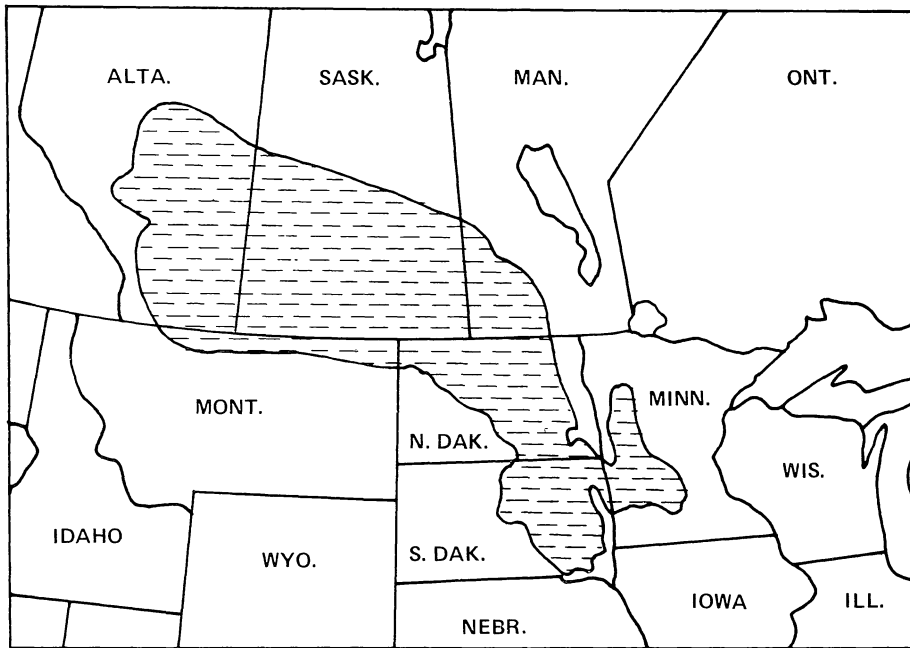 ALTA.
SASK.
MAN.
ONT.
MONT.
MINN.
N. DAK.
WIS.
IDAHO
WYO.
S. DAK.
IOWA
ILL.
NEBR.